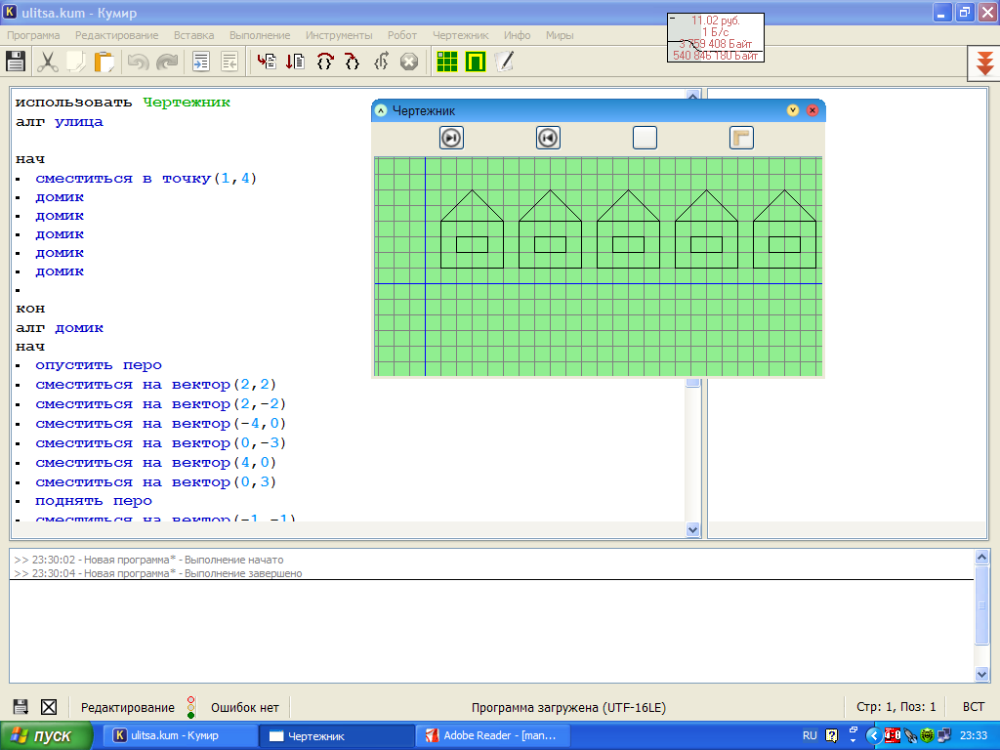 ulitsa.kum - Кумир
11.02 руб.
1 Б/с
3 759 408 Байт
540 846 180 Байт
Программа Редактирование Вставка Выполнение Инструменты Робот Чертежник Инфо Миры
использовать Чертежник
алг улица
нач
сместиться в точку(1,4)
домик
домик
домик
домик
домик
кон
алг домик
нач
опустить перо
сместиться на вектор(2,2)
сместиться на вектор(2,-2)
сместиться на вектор(-4,0)
сместиться на вектор(0,-3)
сместиться на вектор(4,0)
сместиться на вектор(0,3)
поднять перо
сместиться на вектор(-1,-1)
Чертежник
>> 23:30:02 - Новая программа* - Выполнение начато
>> 23:30:04 - Новая программа* - Выполнение завершено
Редактирование Ошибок нет Программа загружена (UTF-16LE) Стр: 1, Поз: 1 ВСТ
пуск ulitsa.kum - Кумир Чертежник Adobe Reader - [man... RU 23:33